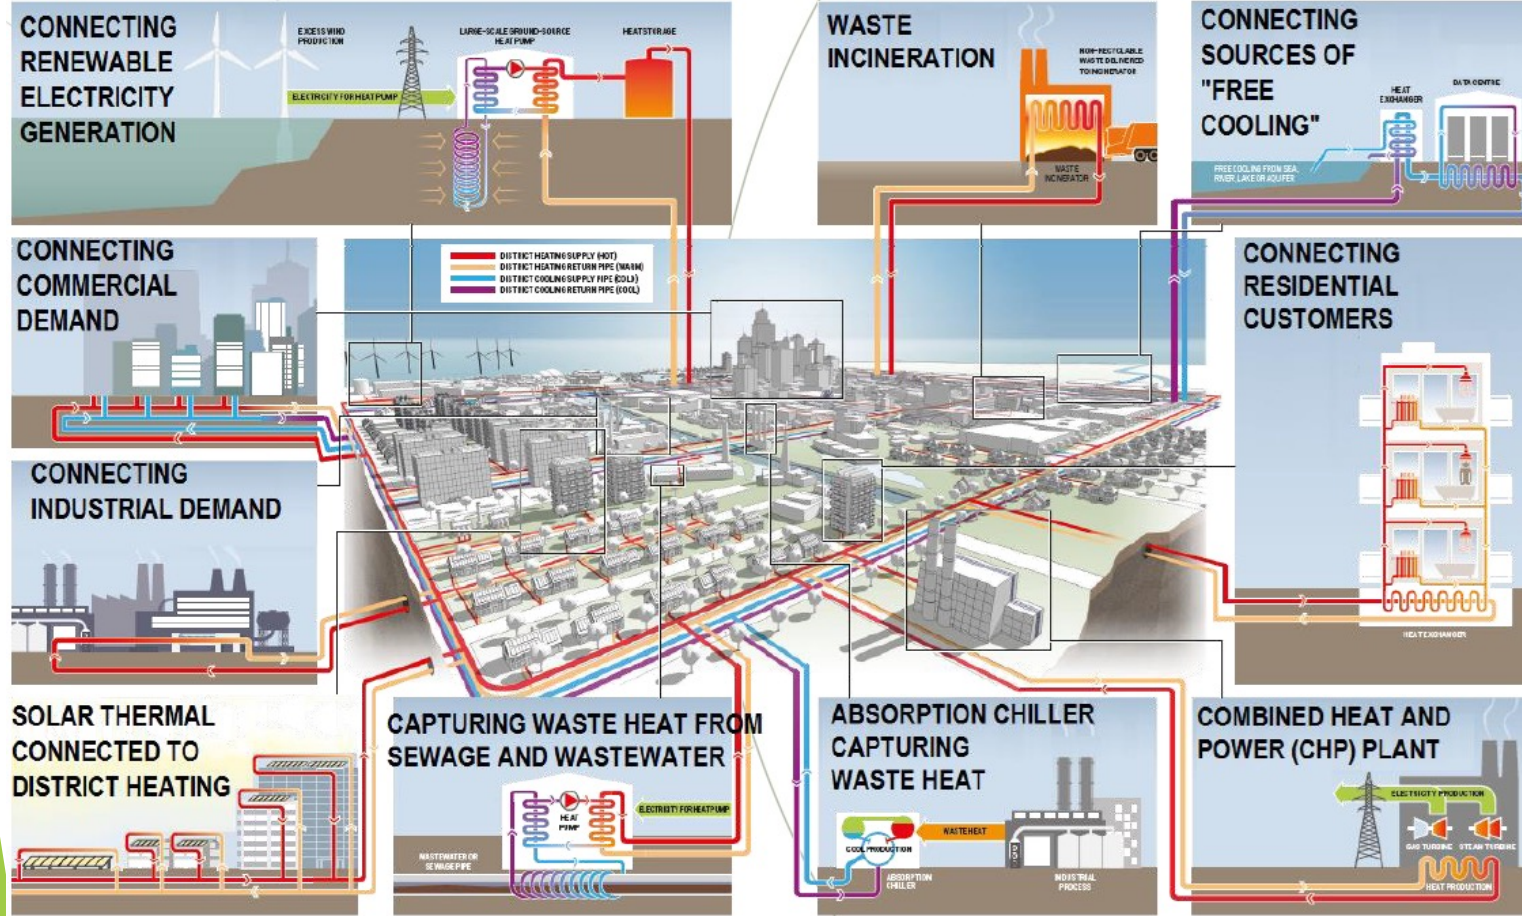 CONNECTING
RENEWABLE
ELECTRICITY
GENERATION
EXCESS WIND
PRODUCTION
LARGE-SCALE GROUND-SOURCE
HEAT PUMP
HEAT STORAGE
ELECTRICITY FOR HEAT PUMP
WASTE
INCINERATION
NON-RECYCLABLE
WASTE DELIVERED
TO INCINERATOR
WASTE
INCINERATOR
CONNECTING
SOURCES OF
"FREE
COOLING"
DATA CENTRE
HEAT
EXCHANGER
FREE COOLING FROM SEA,
RIVER, LAKE OR AQUIFER
CONNECTING
COMMERCIAL
DEMAND
DISTRICT HEATING SUPPLY (HOT)
DISTRICT HEATING RETURN PIPE (WARM)
DISTRICT COOLING SUPPLY PIPE (COLD)
DISTRICT COOLING RETURN PIPE (COOL)
CONNECTING
RESIDENTIAL
CUSTOMERS
HEAT EXCHANGER
CONNECTING
INDUSTRIAL DEMAND
SOLAR THERMAL
CONNECTED TO
DISTRICT HEATING
CAPTURING WASTE HEAT FROM
SEWAGE AND WASTEWATER
ELECTRICITY FOR HEAT PUMP
HEAT
PUMP
WASTEWATER OR
SEWAGE PIPE
ABSORPTION CHILLER
CAPTURING
WASTE HEAT
WASTE HEAT
COOL PRODUCTION
ABSORPTION
CHILLER
INDUSTRIAL
PROCESS
COMBINED HEAT AND
POWER (CHP) PLANT
ELECTRICITY PRODUCTION
GAS TURBINE
STEAM TURBINE
HEAT PRODUCTION